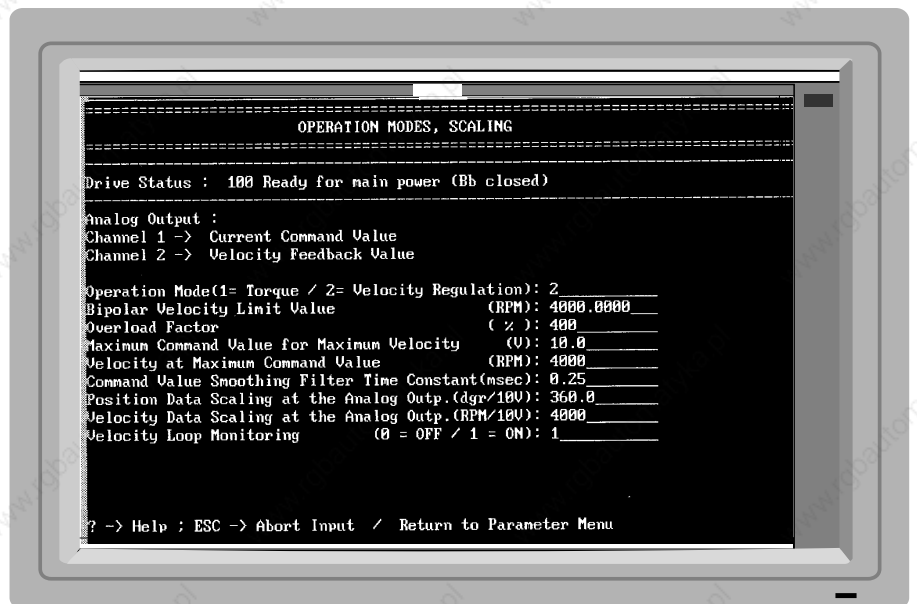 OPERATION MODES, SCALING
Drive Status :  100 Ready for main power (Bb closed)
Analog Output :
Channel 1 ->  Current Command Value
Channel 2 ->  Velocity Feedback Value
Operation Mode(1= Torque / 2= Velocity Regulation): 2
Bipolar Velocity Limit Value (RPM): 4000.0000
Overload Factor ( % ): 400
Maximum Command Value for Maximum Velocity (V): 10.0
Velocity at Maximum Command Value (RPM): 4000
Command Value Smoothing Filter Time Constant(msec): 0.25
Position Data Scaling at the Analog Outp.(dgr/10V): 360.0
Velocity Data Scaling at the Analog Outp.(RPM/10V): 4000
Velocity Loop Monitoring (0 = OFF / 1 = ON): 1
? -> Help ; ESC -> Abort Input  /  Return to Parameter Menu